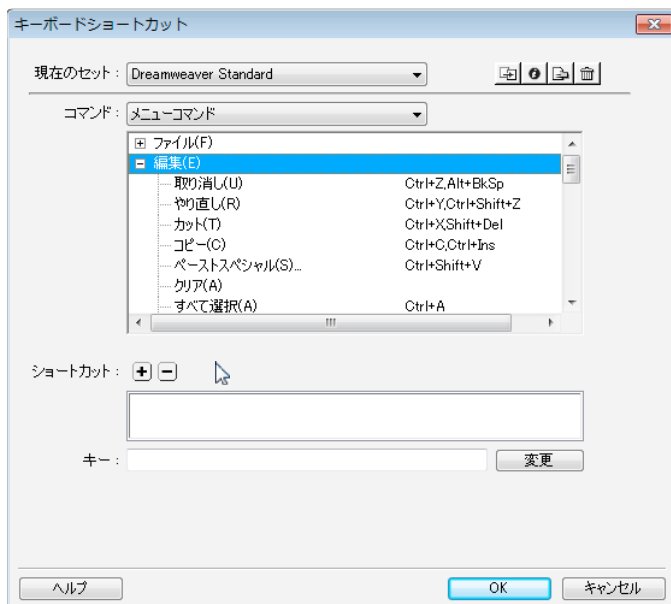 キーボードショートカット
現在のセット： Dreamweaver Standard
コマンド： メニューコマンド
ファイル(F)
編集(E)
取り消し(U) Ctrl+Z,Alt+BkSp
やり直し(R) Ctrl+Y,Ctrl+Shift+Z
カット(T) Ctrl+X,Shift+Del
コピー(C) Ctrl+C,Ctrl+Ins
ペーストスペシャル(S)... Ctrl+Shift+V
クリア(A)
すべて選択(A) Ctrl+A
ショートカット：
キー： 変更
ヘルプ OK キャンセル